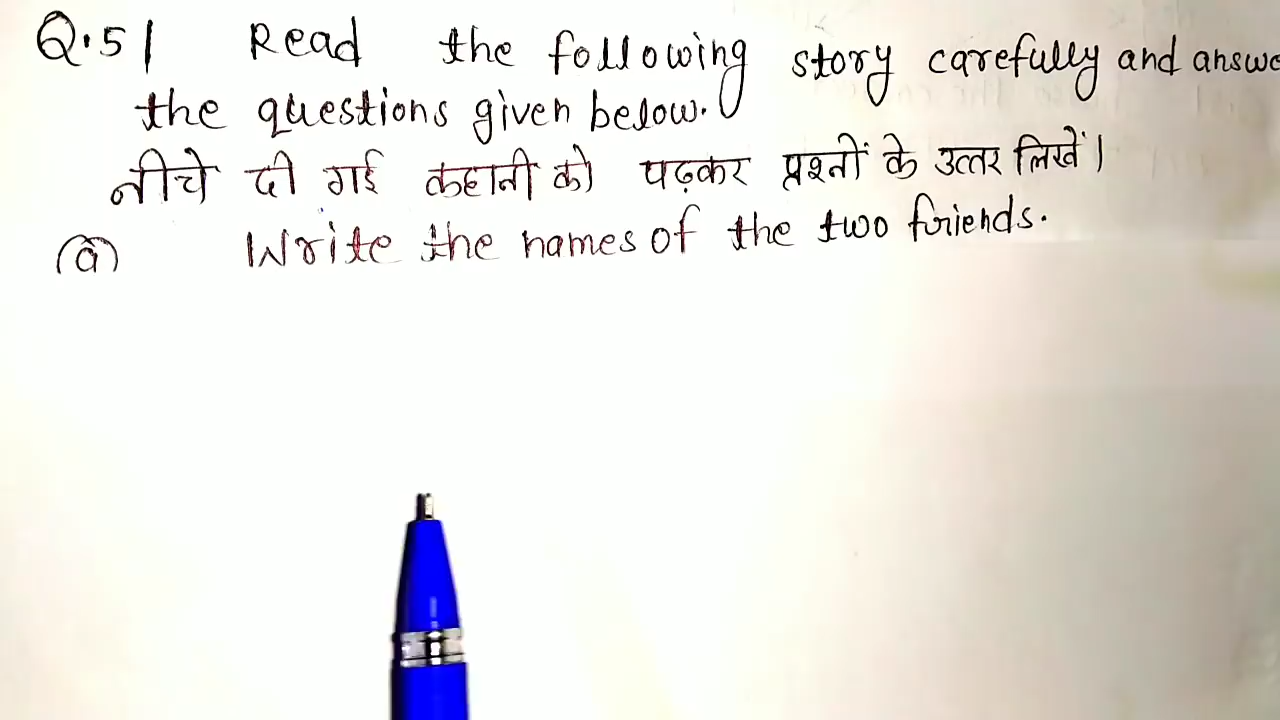 Q.5| Read the following story carefully and answe
the questions given below.
नीचे दी गई कहानी को पढ़कर प्रश्नों के उत्तर लिखें।
(a) Write the names of the two friends.